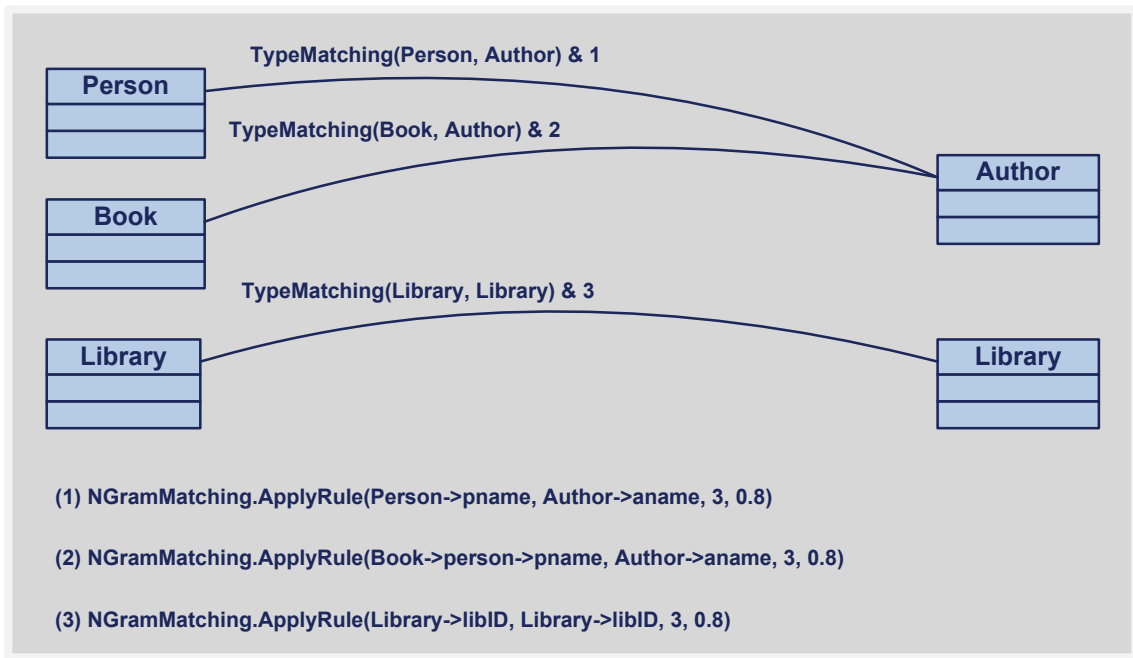 TypeMatching(Person, Author) & 1
Person
TypeMatching(Book, Author) & 2
Author
Book
TypeMatching(Library, Library) & 3
Library
Library
(1) NGramMatching.ApplyRule(Person->pname, Author->aname, 3, 0.8)
(2) NGramMatching.ApplyRule(Book->person->pname, Author->aname, 3, 0.8)
(3) NGramMatching.ApplyRule(Library->libID, Library->libID, 3, 0.8)